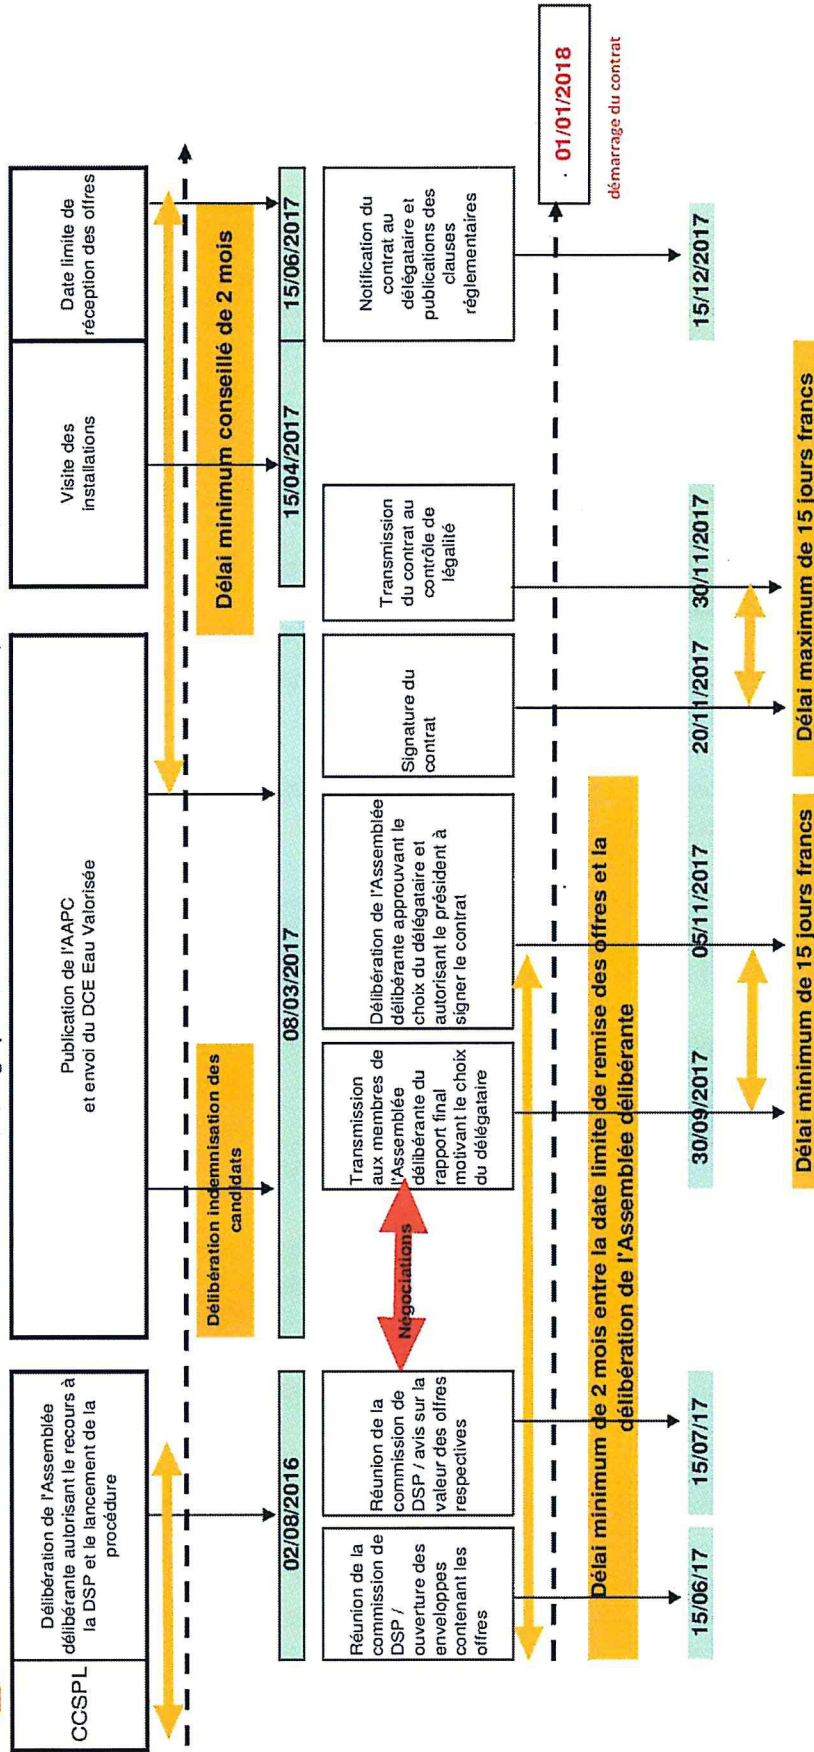 CCSPL
Délibération de l'Assemblée
délibérante autorisant le recours à
la DSP et le lancement de la
procédure
Publication de l'AAPC
et envoi du DCE Eau Valorisée
Visite des
installations
Date limite de
réception des offres
Délibération indemnisation des
candidats
Délai minimum conseillé de 2 mois
02/08/2016
08/03/2017
15/04/2017
15/06/2017
Réunion de la
commission de
DSP /
ouverture des
enveloppes
contenant les
offres
Réunion de la
commission de
DSP / avis sur la
valeur des offres
respectives
Négociations
Transmission
aux membres de
l'Assemblée
délibérante du
rapport final
motivant le choix
du délégataire
Délibération de l'Assemblée
délibérante approuvant le
choix du délégataire et
autorisant le président à
signer le contrat
Signature du
contrat
Transmission
du contrat au
contrôle de
légalité
Notification du
contrat au
délégataire et
publications des
clauses
réglementaires
01/01/2018
démarrage du contrat
Délai minimum de 2 mois entre la date limite de remise des offres et la
délibération de l'Assemblée délibérante
15/06/17
15/07/17
30/09/2017
05/11/2017
20/11/2017
30/11/2017
15/12/2017
Délai minimum de 15 jours francs
Délai maximum de 15 jours francs